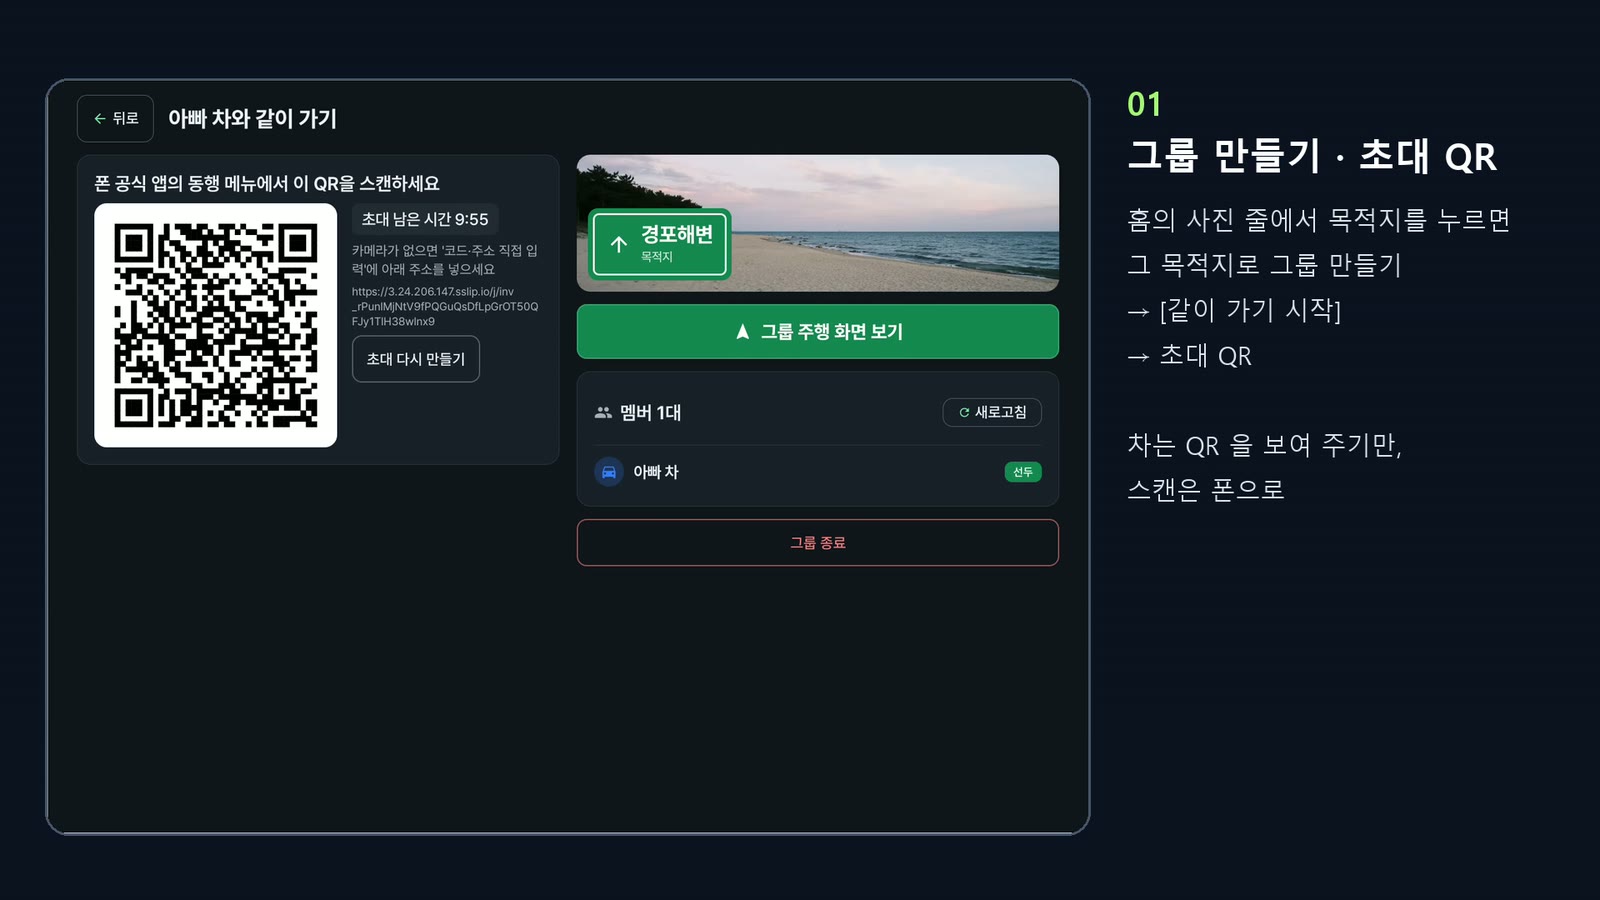 뒤로
아빠 차와 같이 가기
폰 공식 앱의 동행 메뉴에서 이 QR을 스캔하세요
초대 남은 시간 9:55
카메라가 없으면 '코드·주소 직접 입
력'에 아래 주소를 넣으세요
https://3.24.206.147.sslip.io/j/inv
_rPunlMjNtV9fPQGuQsDfLpGrOT50Q
FJy1TlH38wlnx9
초대 다시 만들기
경포해변
목적지
그룹 주행 화면 보기
멤버 1대
새로고침
아빠 차
선두
그룹 종료
01
그룹 만들기 · 초대 QR
홈의 사진 줄에서 목적지를 누르면
그 목적지로 그룹 만들기
→ [같이 가기 시작]
→ 초대 QR
차는 QR 을 보여 주기만,
스캔은 폰으로